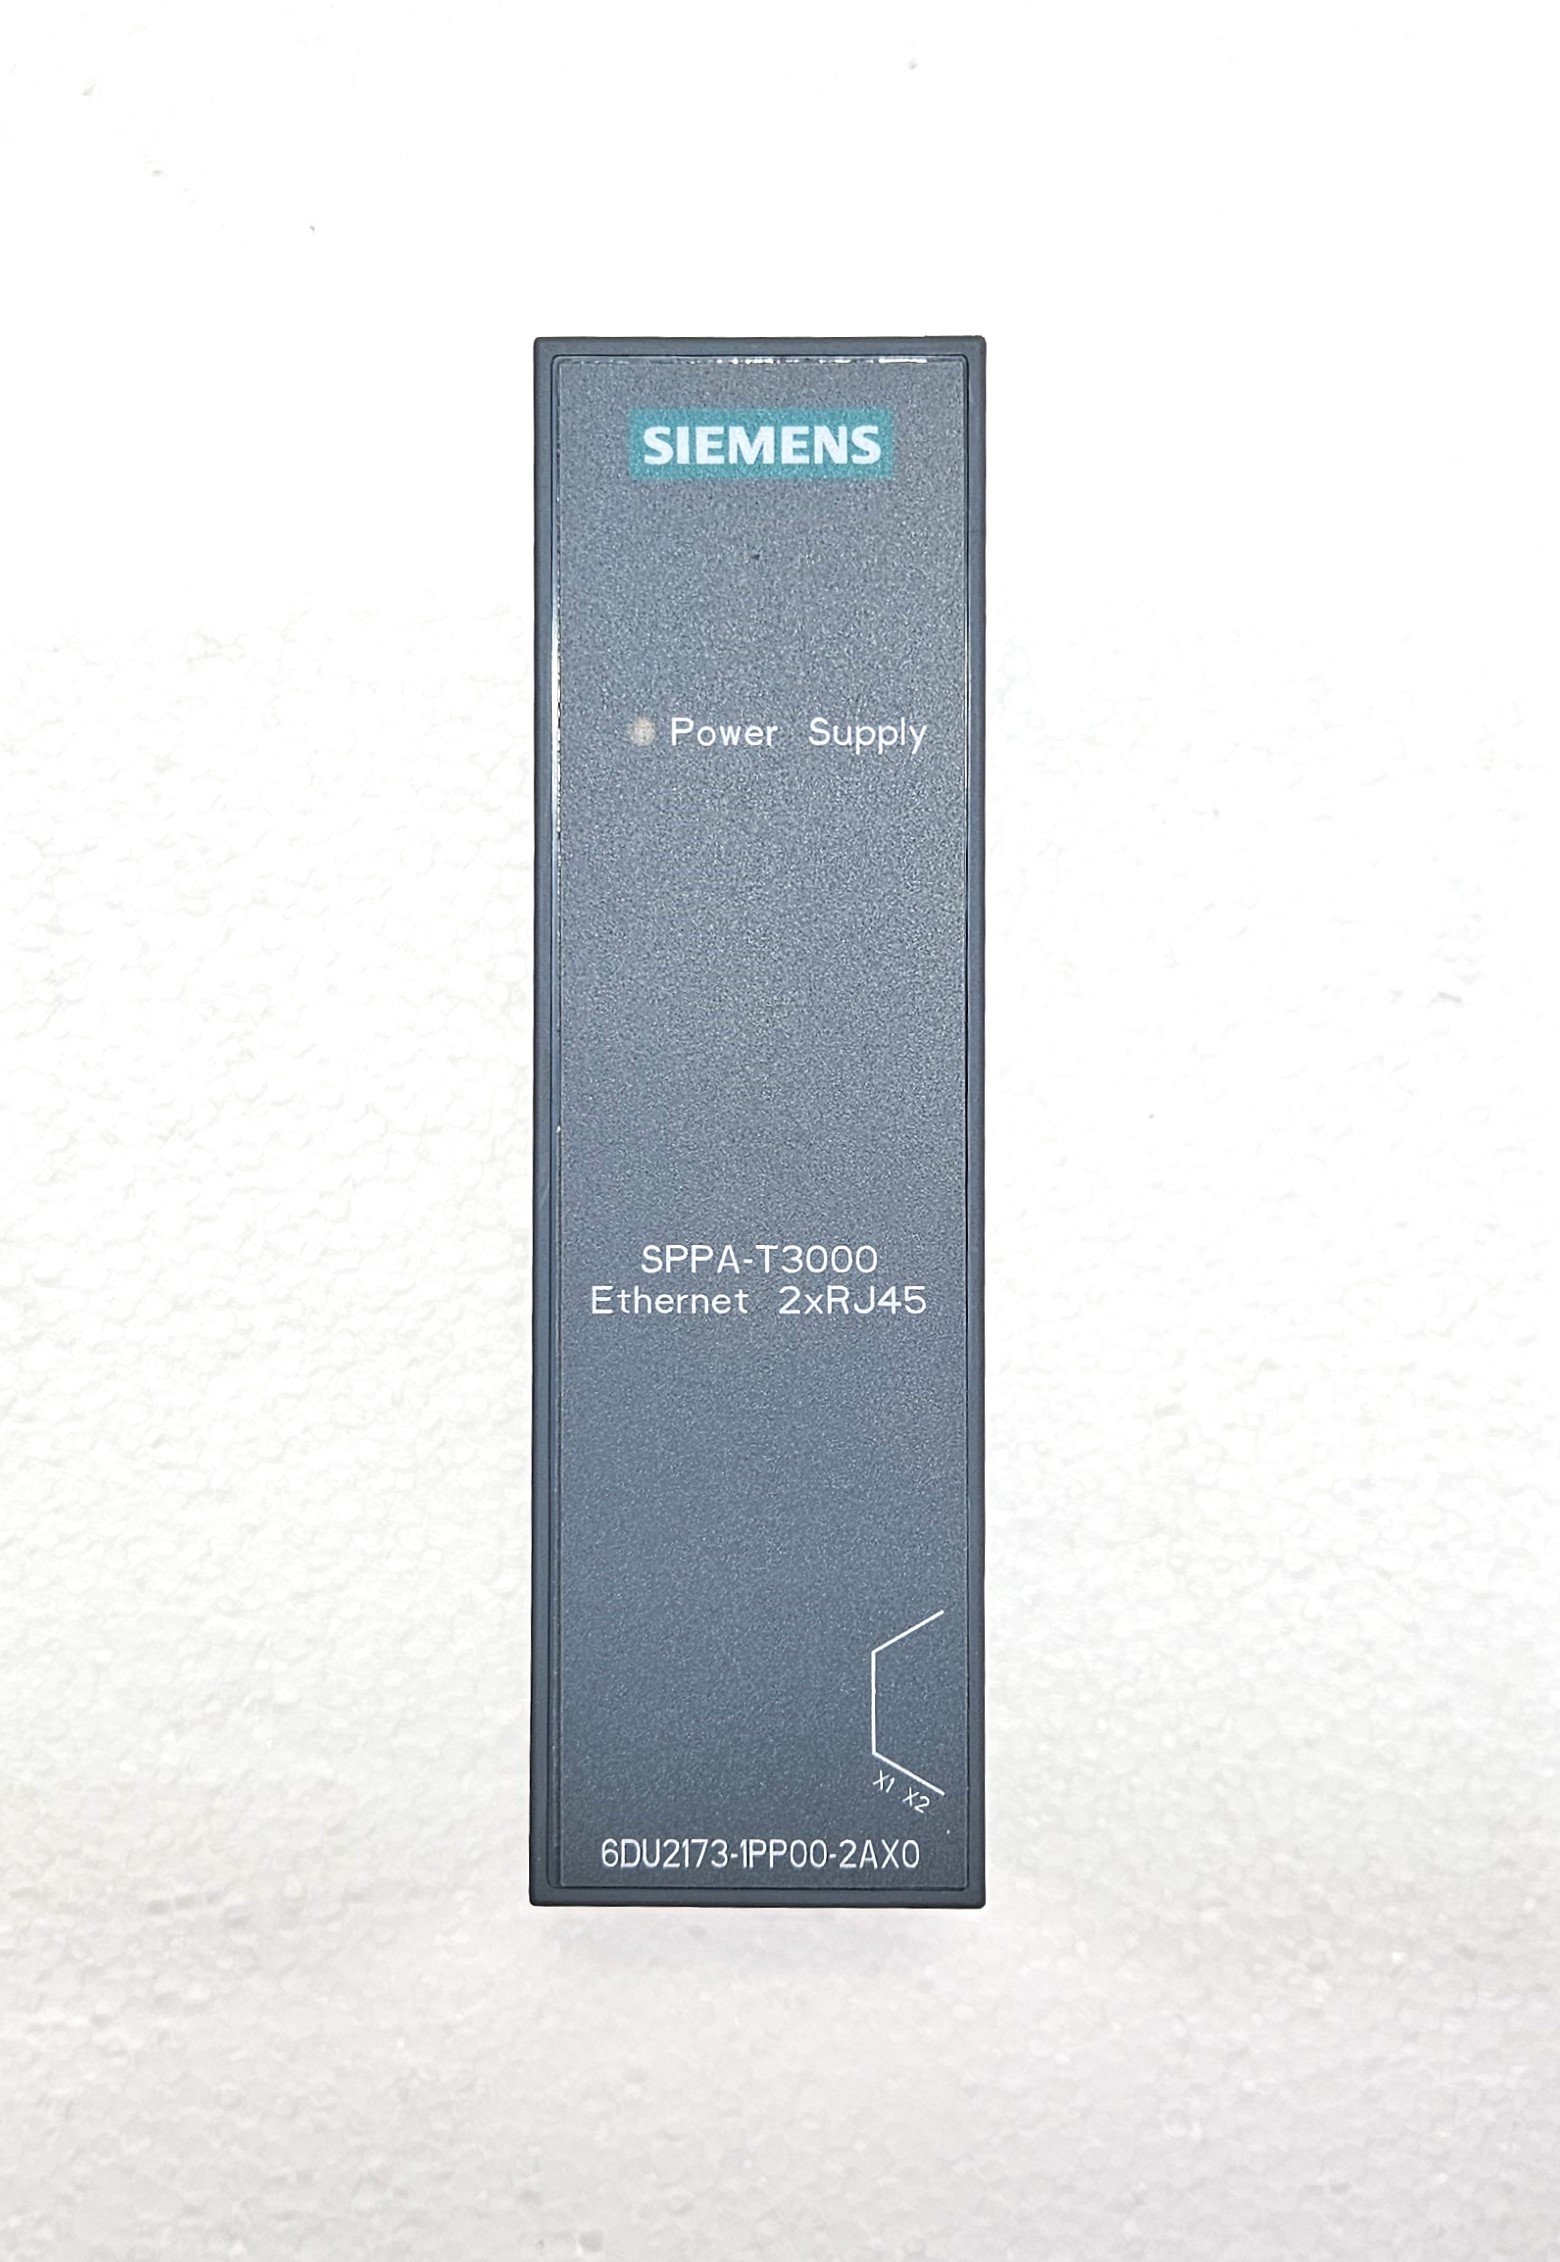 SIEMENS
Power Supply
SPPA-T3000
Ethernet 2xRJ45
X1 X2
6DU2173-1PP00-2AX0